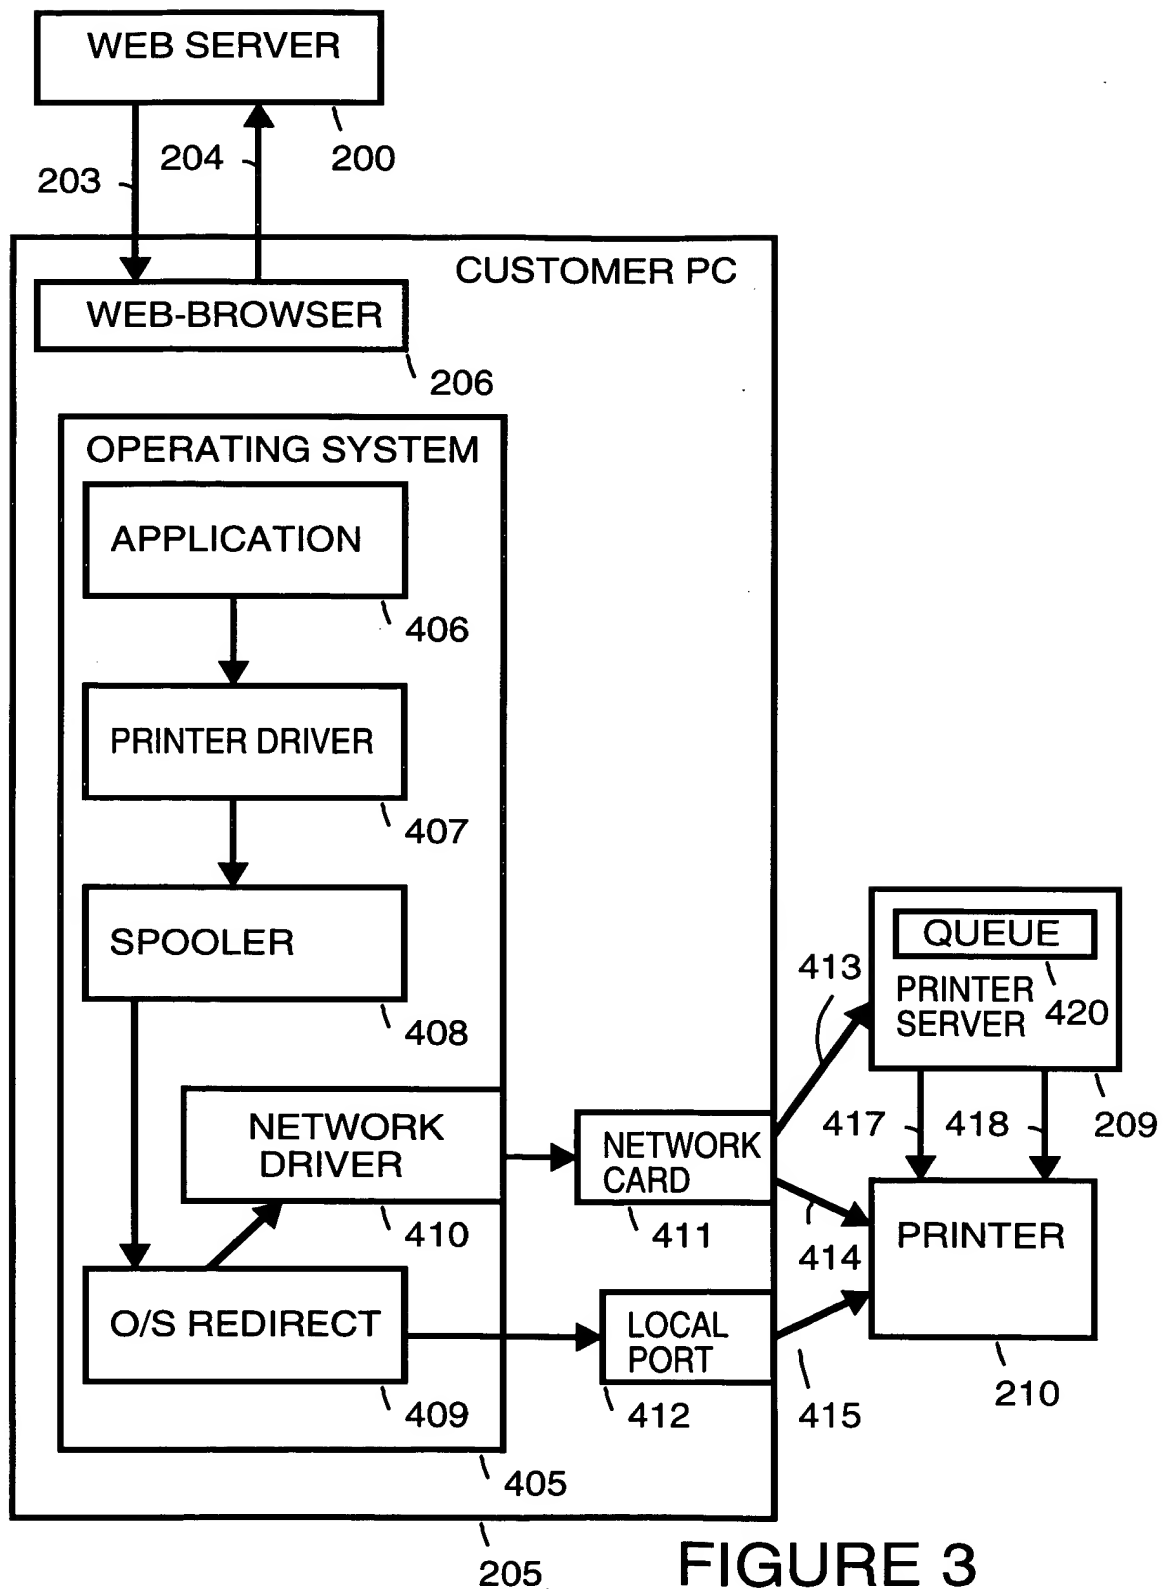 WEB SERVER
200
203
204
CUSTOMER PC
WEB-BROWSER
206
OPERATING SYSTEM
APPLICATION
406
PRINTER DRIVER
407
SPOOLER
408
NETWORK
DRIVER
410
O/S REDIRECT
409
405
205
NETWORK
CARD
411
LOCAL
PORT
412
413
414
415
QUEUE
420
PRINTER
SERVER
209
417
418
PRINTER
210
FIGURE 3